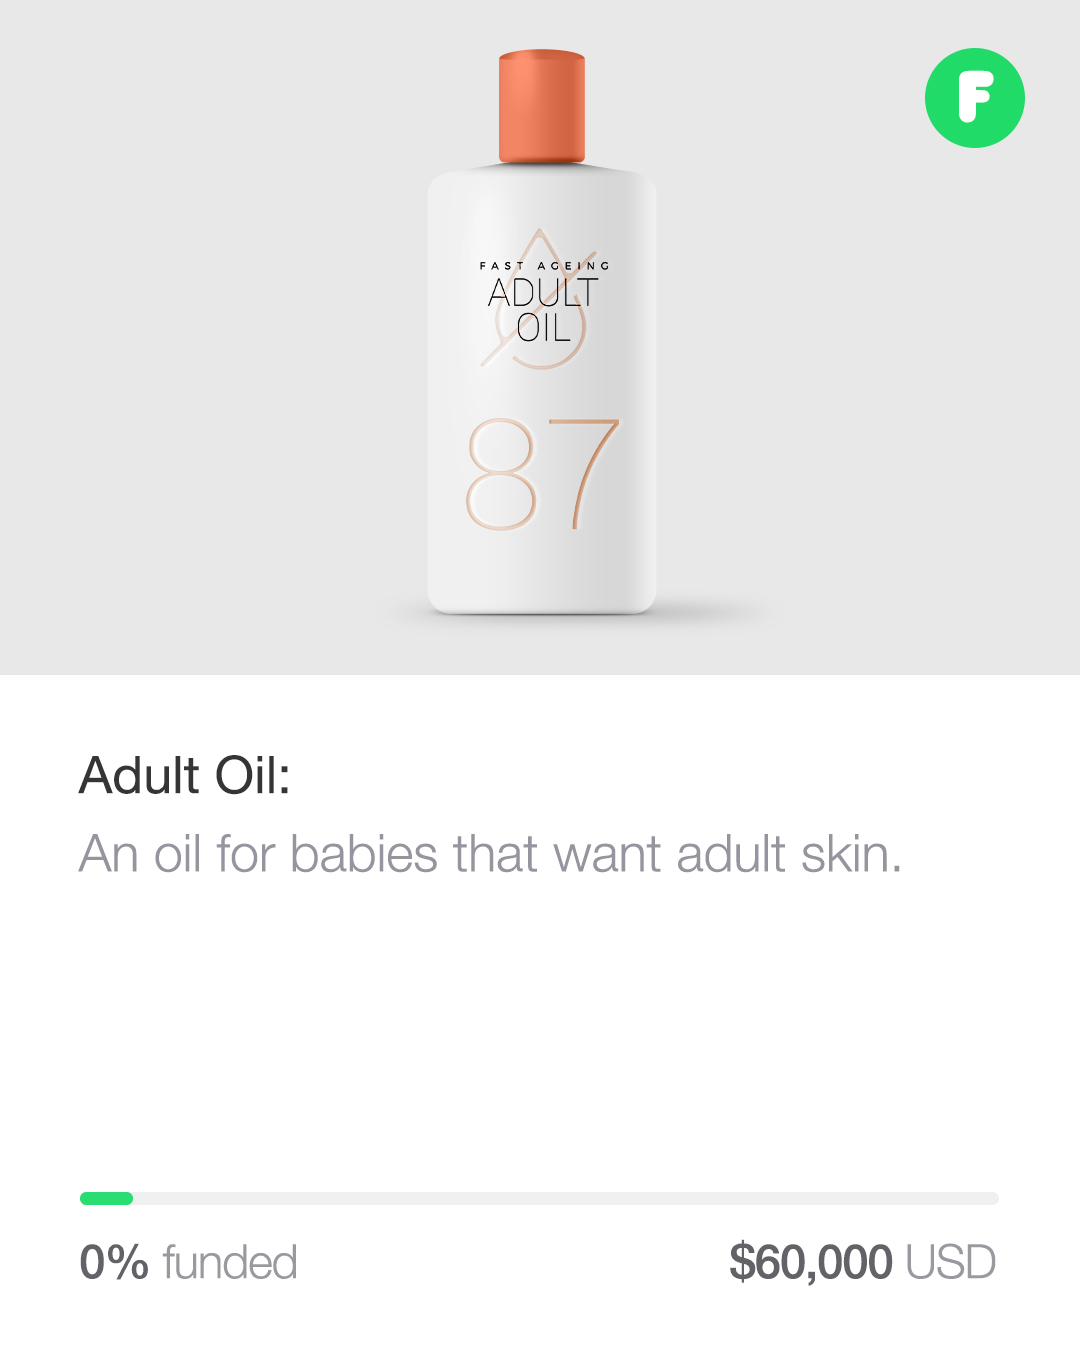 F
FAST AGEING
ADULT
OIL
87
Adult Oil:
An oil for babies that want adult skin.
0% funded
$60,000 USD